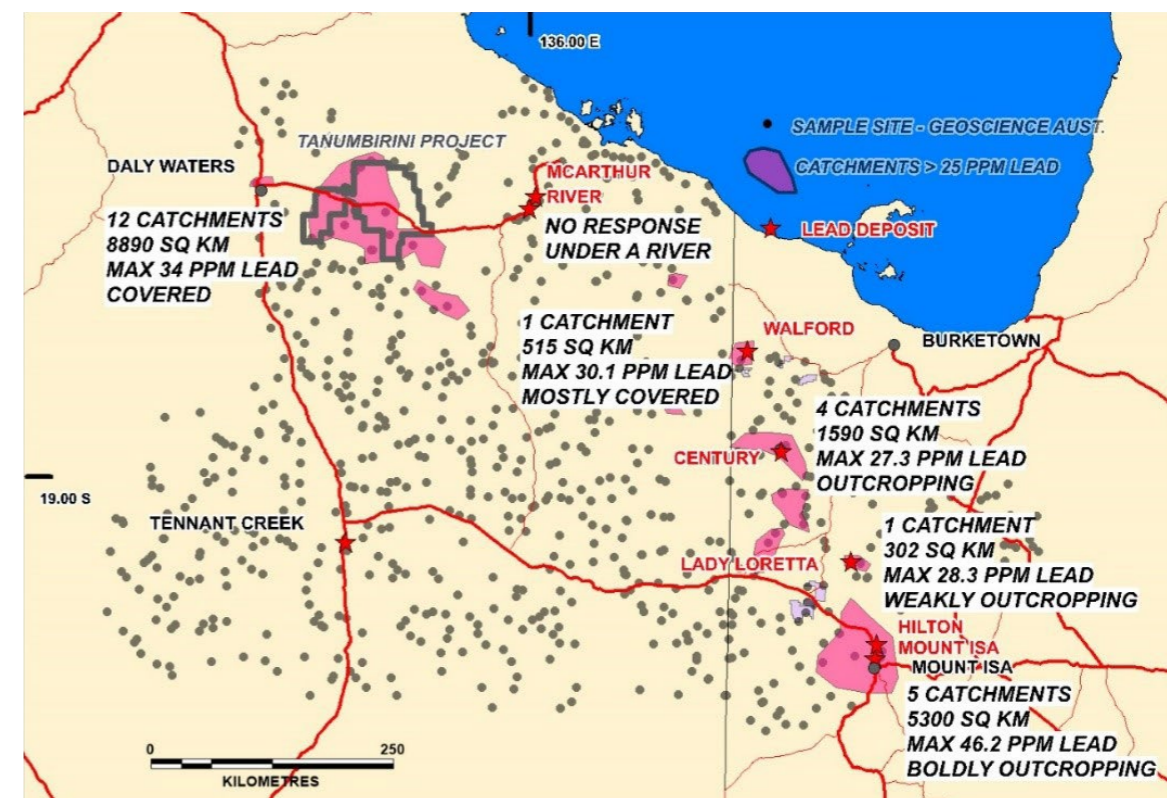 136.00 E
SAMPLE SITE - GEOSCIENCE AUST.
CATCHMENTS > 25 PPM LEAD
LEAD DEPOSIT
TANUMBIRINI PROJECT
DALY WATERS
12 CATCHMENTS
8890 SQ KM
MAX 34 PPM LEAD
COVERED
MCARTHUR
RIVER
NO RESPONSE
UNDER A RIVER
1 CATCHMENT
515 SQ KM
MAX 30.1 PPM LEAD
MOSTLY COVERED
WALFORD
BURKETOWN
4 CATCHMENTS
1590 SQ KM
MAX 27.3 PPM LEAD
OUTCROPPING
CENTURY
19.00 S
TENNANT CREEK
1 CATCHMENT
302 SQ KM
MAX 28.3 PPM LEAD
WEAKLY OUTCROPPING
LADY LORETTA
HILTON
MOUNT ISA
MOUNT ISA
5 CATCHMENTS
5300 SQ KM
MAX 46.2 PPM LEAD
BOLDLY OUTCROPPING
0 250
KILOMETRES